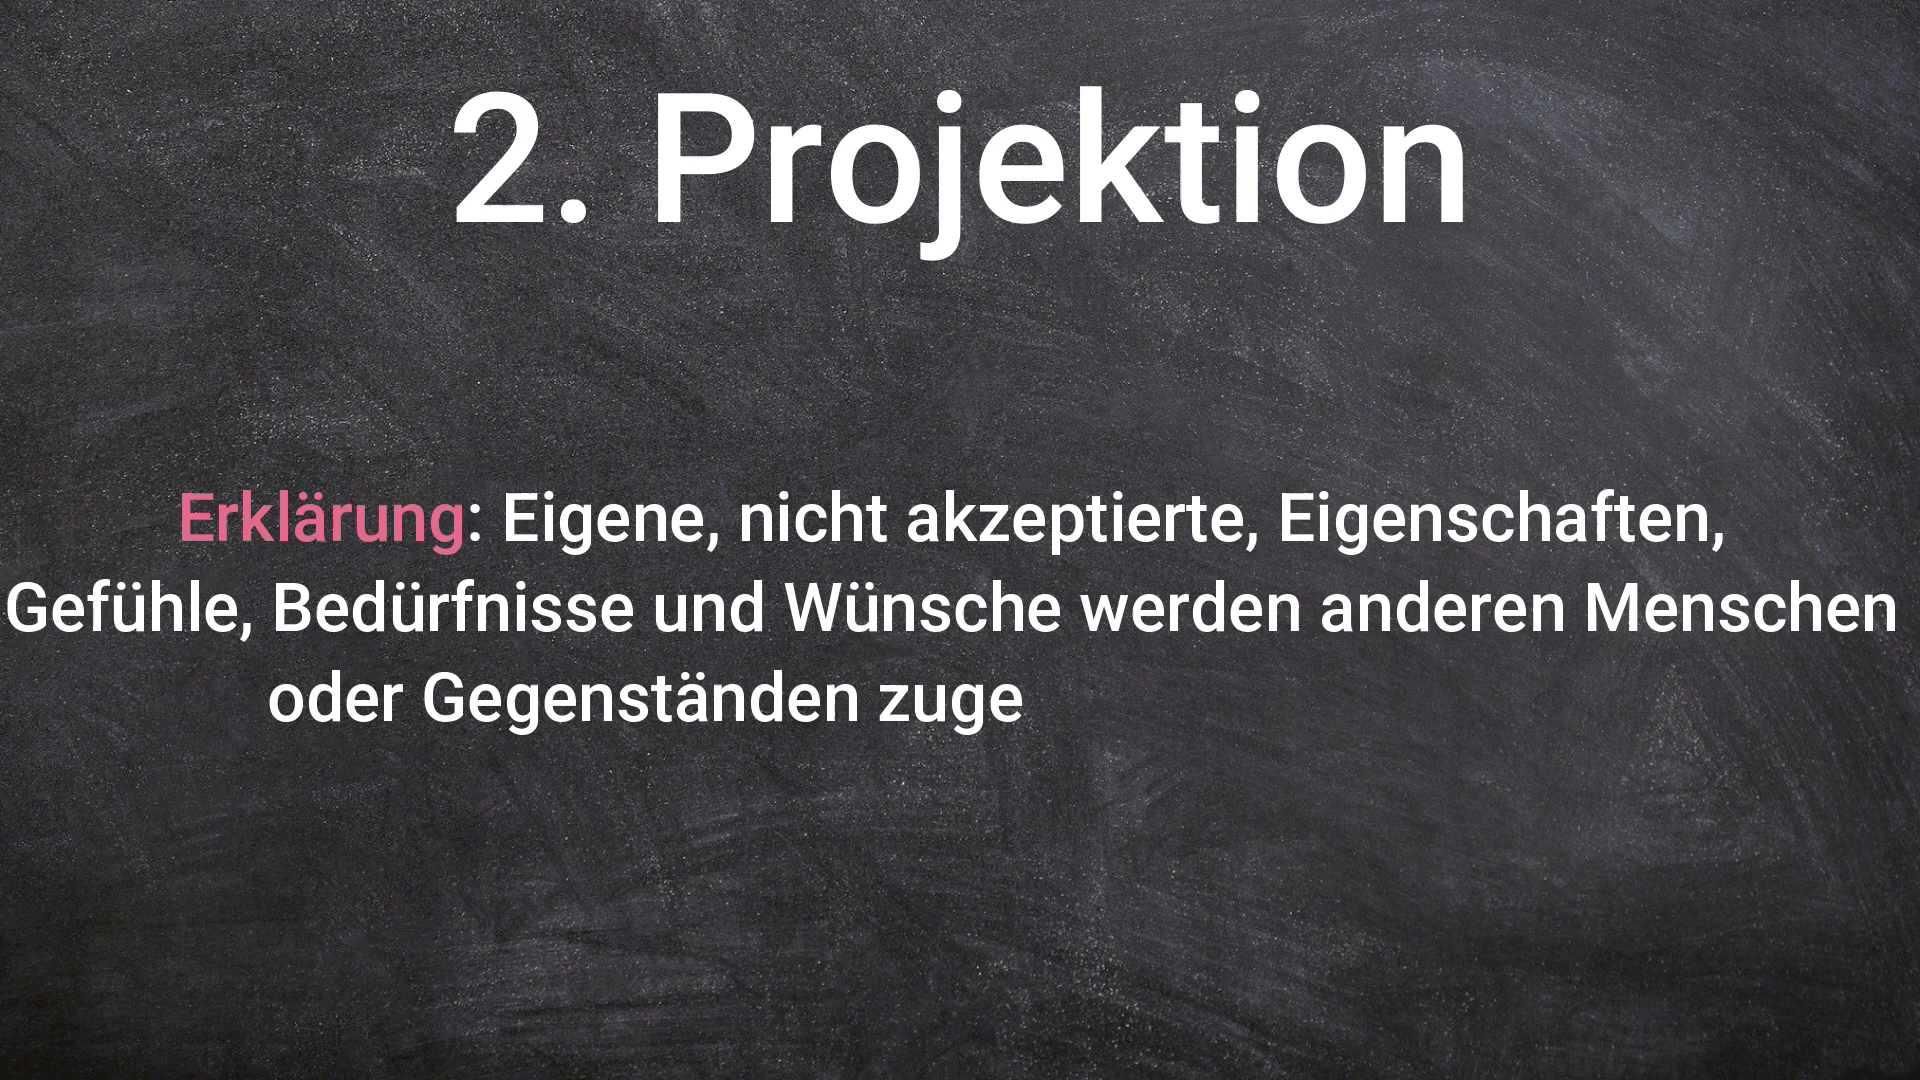 2. Projektion
Erklärung: Eigene, nicht akzeptierte, Eigenschaften,
Gefühle, Bedürfnisse und Wünsche werden anderen Menschen
oder Gegenständen zuge